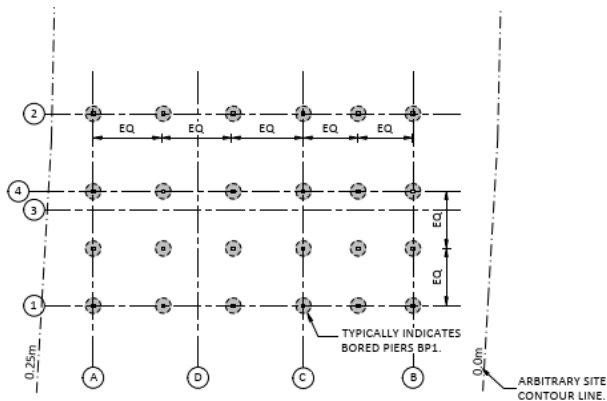 2
EQ EQ EQ EQ EQ
4
3
EQ
EQ
1
TYPICALLY INDICATES
BORED PIERS BP1.
0.25m
A D C B
0.0m
ARBITRARY SITE
CONTOUR LINE.